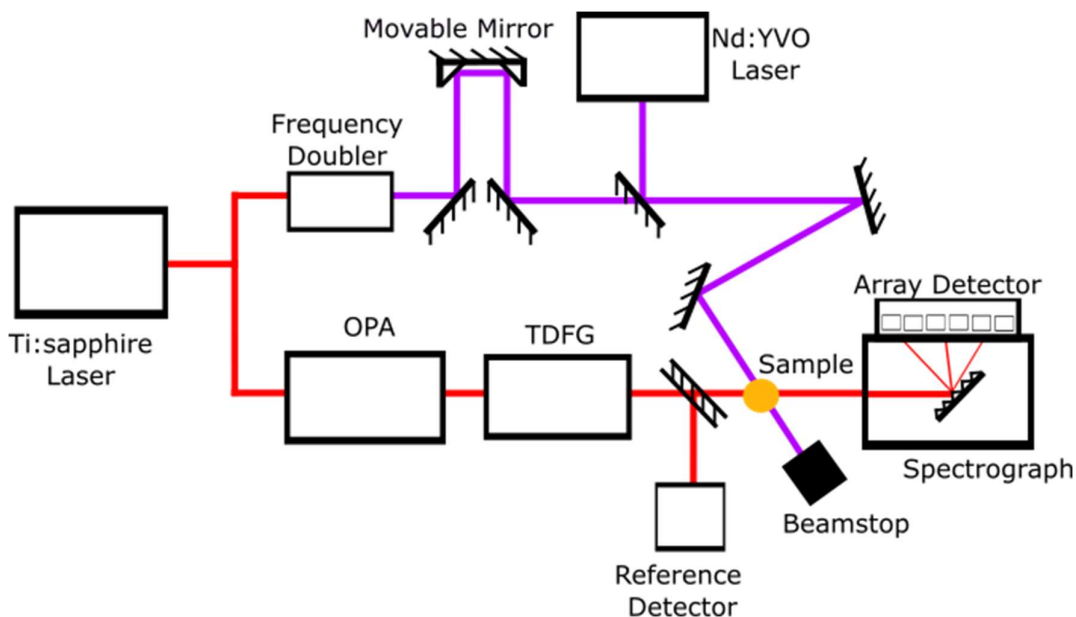 Movable Mirror
Nd:YVO
Laser
Frequency
Doubler
Ti:sapphire
Laser
OPA
TDFG
Sample
Array Detector
Spectrograph
Beamstop
Reference
Detector